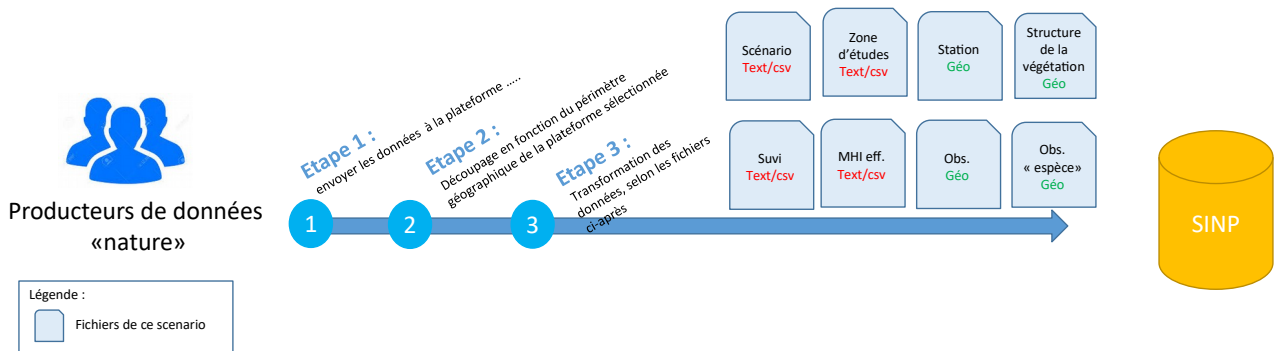 Producteurs de données
«nature»
Légende :
Fichiers de ce scenario
Etape 1 :
envoyer les données à la plateforme .....
Etape 2 :
Découpage en fonction du périmètre
géographique de la plateforme sélectionnée
Etape 3 :
Transformation des
données, selon les fichiers
ci-après
1
2
3
Scénario
Text/csv
Zone
d'études
Text/csv
Station
Géo
Structure
de la
végétation
Géo
Suvi
Text/csv
MHI eff.
Text/csv
Obs.
Géo
Obs.
« espèce»
Géo
SINP